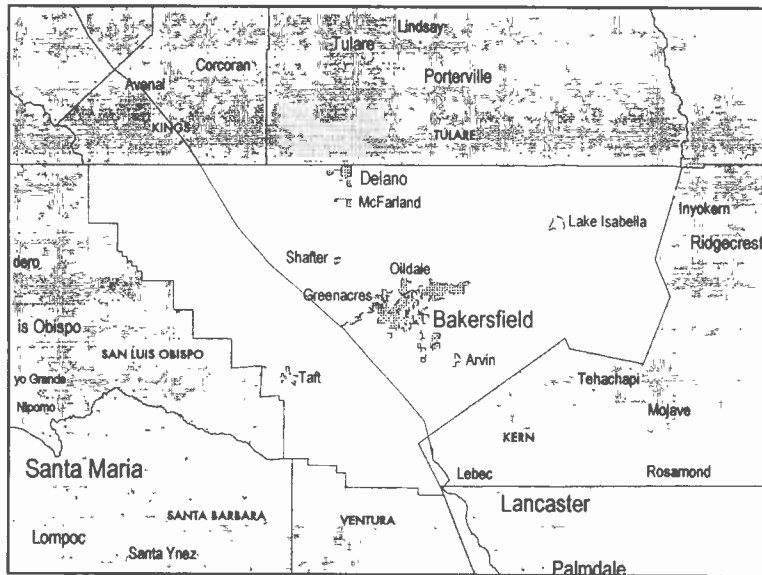 Lindsay
Tulare
Corcoran
Porterville
Avenal
KINGS
TULARE
Delano
McFarland
Lake Isabella
Inyokern
Ridgecrest
Shafter
Oildale
dero
Greenacres
Bakersfield
is Obispo
SAN LUIS OBISPO
Arvin
yo Grande
Taft
Tehachapi
Nipomo
Mojave
KERN
Santa Maria
Lebec
Rosamond
Lancaster
SANTA BARBARA
VENTURA
Lompoc
Santa Ynez
Palmdale